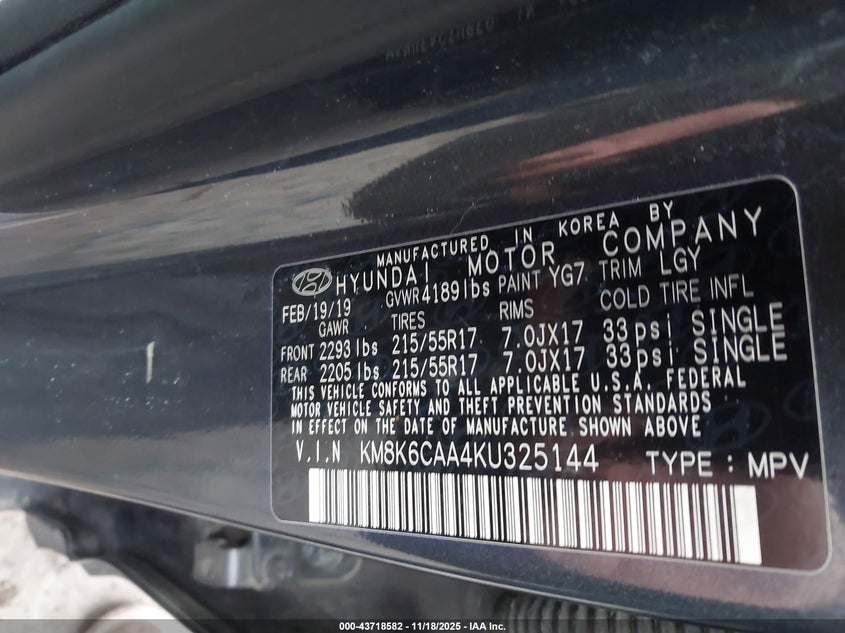 MANUFACTURED IN KOREA BY
HYUNDAI MOTOR COMPANY
FEB/19/19 GVWR 4189 lbs PAINT YG7 TRIM LGY
GAWR TIRES RIMS COLD TIRE INFL
FRONT 2293 lbs 215/55R17 7.0JX17 33 psi SINGLE
REAR 2205 lbs 215/55R17 7.0JX17 33 psi SINGLE
THIS VEHICLE CONFORMS TO ALL APPLICABLE U.S.A. FEDERAL
MOTOR VEHICLE SAFETY AND THEFT PREVENTION STANDARDS
IN EFFECT ON THE DATE OF MANUFACTURE SHOWN ABOVE
V.I.N KM8K6CAA4KU325144 TYPE : MPV
000-43718582 - 11/18/2025 - IAA Inc.